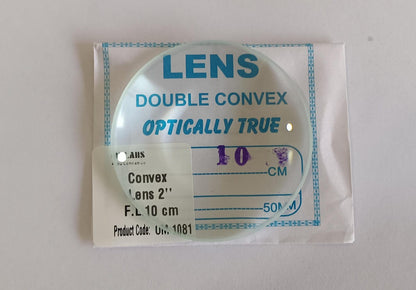 LENS
DOUBLE CONVEX
OPTICALLY TRUE
10
CM
50MM
Convex
Lens 2''
F.L 10 cm
Product Code: OM 1081